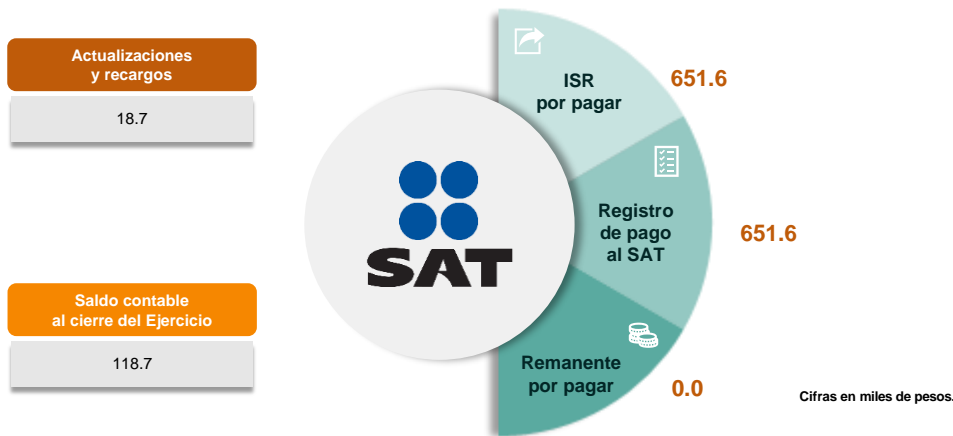 Actualizaciones
y recargos
18.7
Saldo contable
al cierre del Ejercicio
118.7
SAT
ISR
por pagar
651.6
Registro
de pago
al SAT
651.6
Remanente
por pagar
0.0
Cifras en miles de pesos.